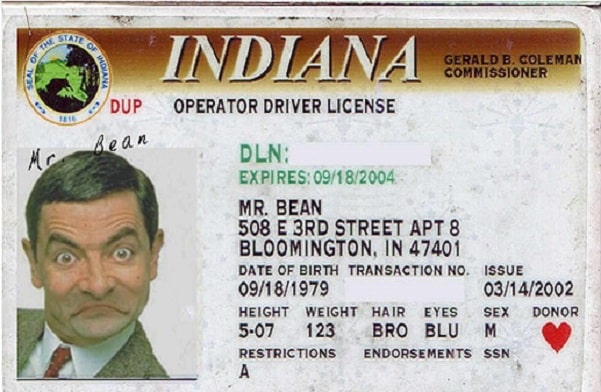 SEAL OF THE STATE OF INDIANA
1816
INDIANA
GERALD B. COLEMAN
COMMISSIONER
DUP OPERATOR DRIVER LICENSE
Mr. Bean
DLN:
EXPIRES: 09/18/2004
MR. BEAN
508 E 3RD STREET APT 8
BLOOMINGTON, IN 47401
DATE OF BIRTH TRANSACTION NO. ISSUE
09/18/1979 03/14/2002
HEIGHT WEIGHT HAIR EYES SEX DONOR
5-07 123 BRO BLU M
RESTRICTIONS ENDORSEMENTS SSN
A